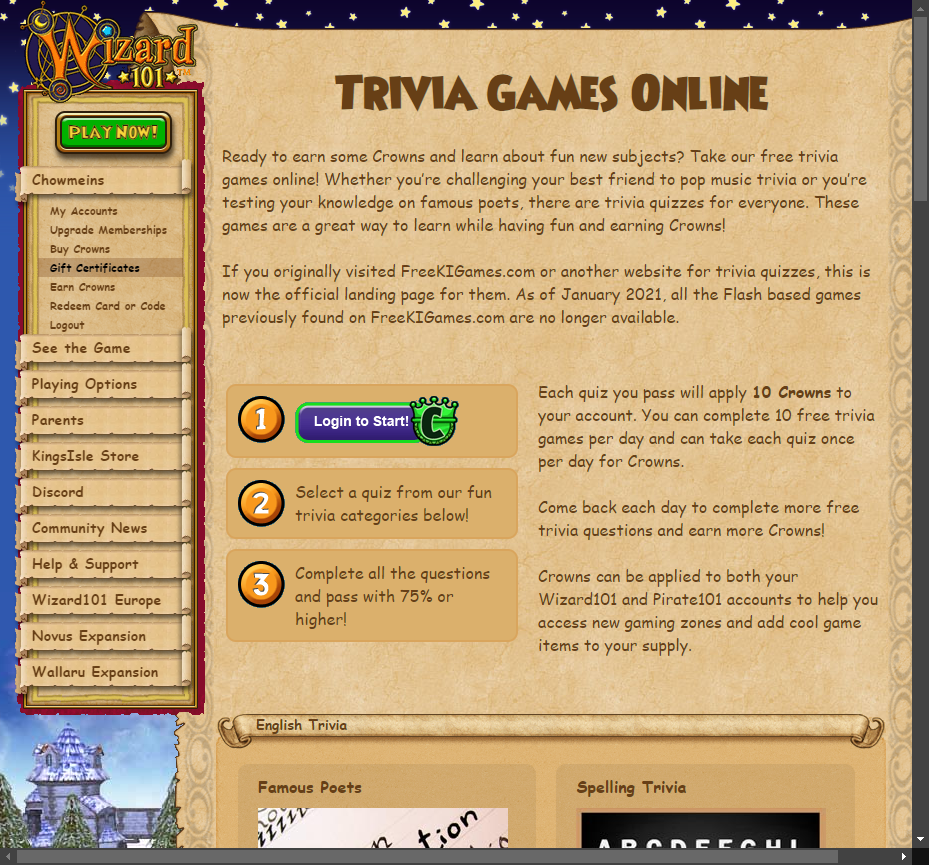 Wizard
101
TM
PLAY NOW!
Chowmeins
My Accounts
Upgrade Memberships
Buy Crowns
Gift Certificates
Earn Crowns
Redeem Card or Code
Logout
See the Game
Playing Options
Parents
KingsIsle Store
Discord
Community News
Help & Support
Wizard101 Europe
Novus Expansion
Wallaru Expansion
TRIVIA GAMES ONLINE
Ready to earn some Crowns and learn about fun new subjects? Take our free trivia
games online! Whether you’re challenging your best friend to pop music trivia or you’re
testing your knowledge on famous poets, there are trivia quizzes for everyone. These
games are a great way to learn while having fun and earning Crowns!
If you originally visited FreeKIGames.com or another website for trivia quizzes, this is
now the official landing page for them. As of January 2021, all the Flash based games
previously found on FreeKIGames.com are no longer available.
1
Login to Start!
C
2
Select a quiz from our fun
trivia categories below!
3
Complete all the questions
and pass with 75% or
higher!
Each quiz you pass will apply 10 Crowns to
your account. You can complete 10 free trivia
games per day and can take each quiz once
per day for Crowns.
Come back each day to complete more free
trivia questions and earn more Crowns!
Crowns can be applied to both your
Wizard101 and Pirate101 accounts to help you
access new gaming zones and add cool game
items to your supply.
English Trivia
Famous Poets
Spelling Trivia
A B C D E F G H I